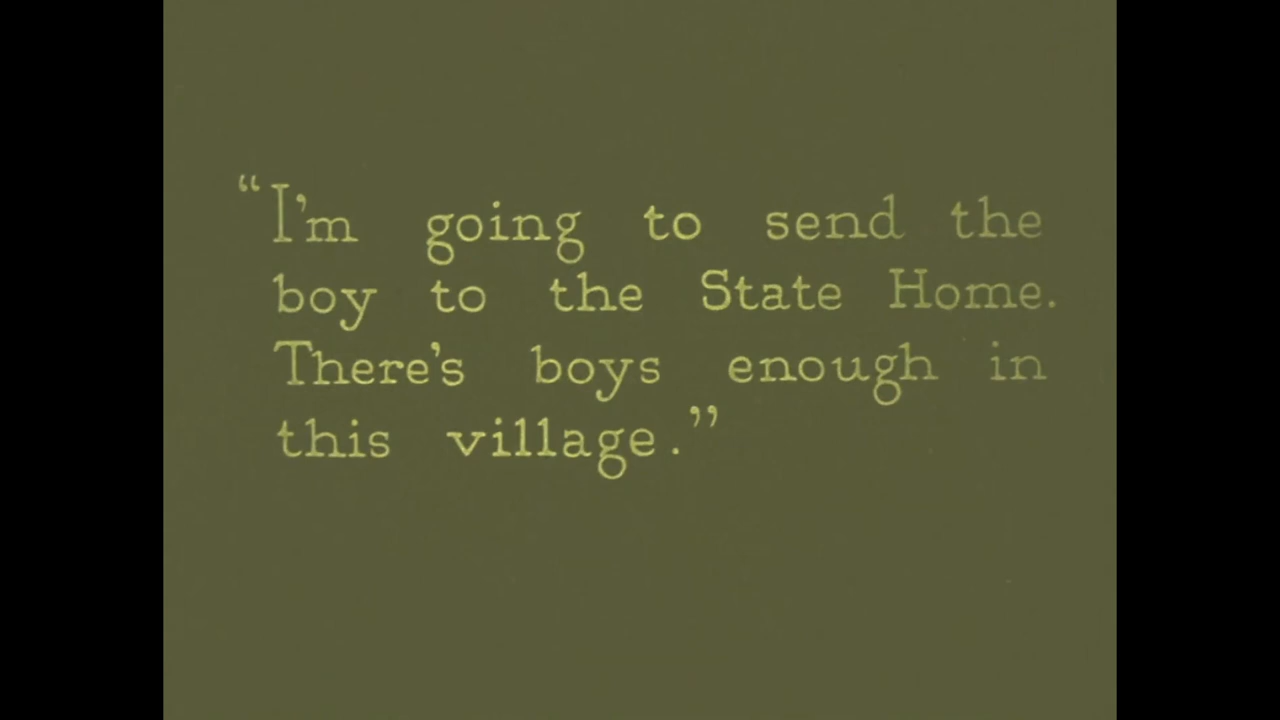 “I’m going to send the
boy to the State Home.
There’s boys enough in
this village.”